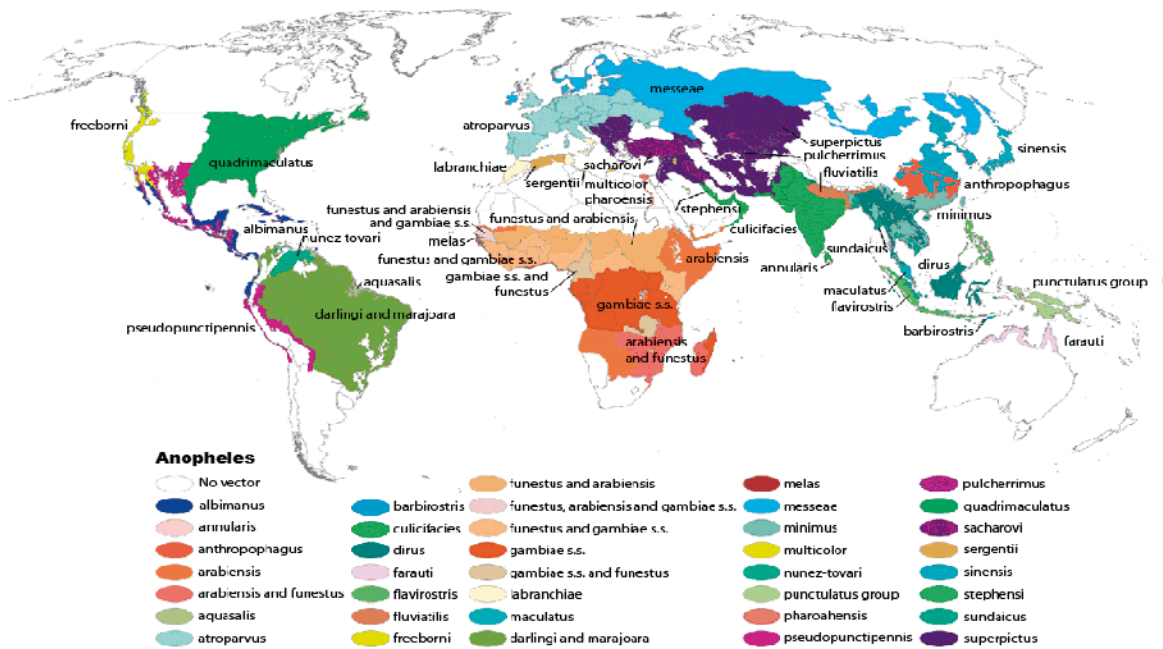 messeae
freeborni
atroparvus
superpictus
quadrimaculatus
pulcherrimus
sinensis
labranchiae
sacharovi
fluviatilis
sergentii
multicolor
anthropophagus
pharoensis
stephensi
minimus
funestus and arabiensis
and gambiae s.s.
funestus and arabiensis
albimanus
culicifacies
nunez tovari
melas
sundaicus
funestus and gambiae s.s.
arabiensis
annularis
dirus
gambiae s.s. and
funestus
aquasalis
punctulatus group
maculatus
flavirostris
gambiae s.s.
darlingi and marajoara
pseudopunctipennis
barbirostris
arabiensis
and funestus
farauti
Anopheles
No vector
albimanus
annularis
anthropophagus
arabiensis
arabiensis and funestus
aquasalis
atroparvus
barbirostris
culicifacies
dirus
farauti
flavirostris
fluviatilis
freeborni
funestus and arabiensis
funestus, arabiensis and gambiae s.s.
funestus and gambiae s.s.
gambiae s.s.
gambiae s.s. and funestus
labranchiae
maculatus
darlingi and marajoara
melas
messeae
minimus
multicolor
nunez-tovari
punctulatus group
pharoahensis
pseudopunctipennis
pulcherrimus
quadrimaculatus
sacharovi
sergentii
sinensis
stephensi
sundaicus
superpictus